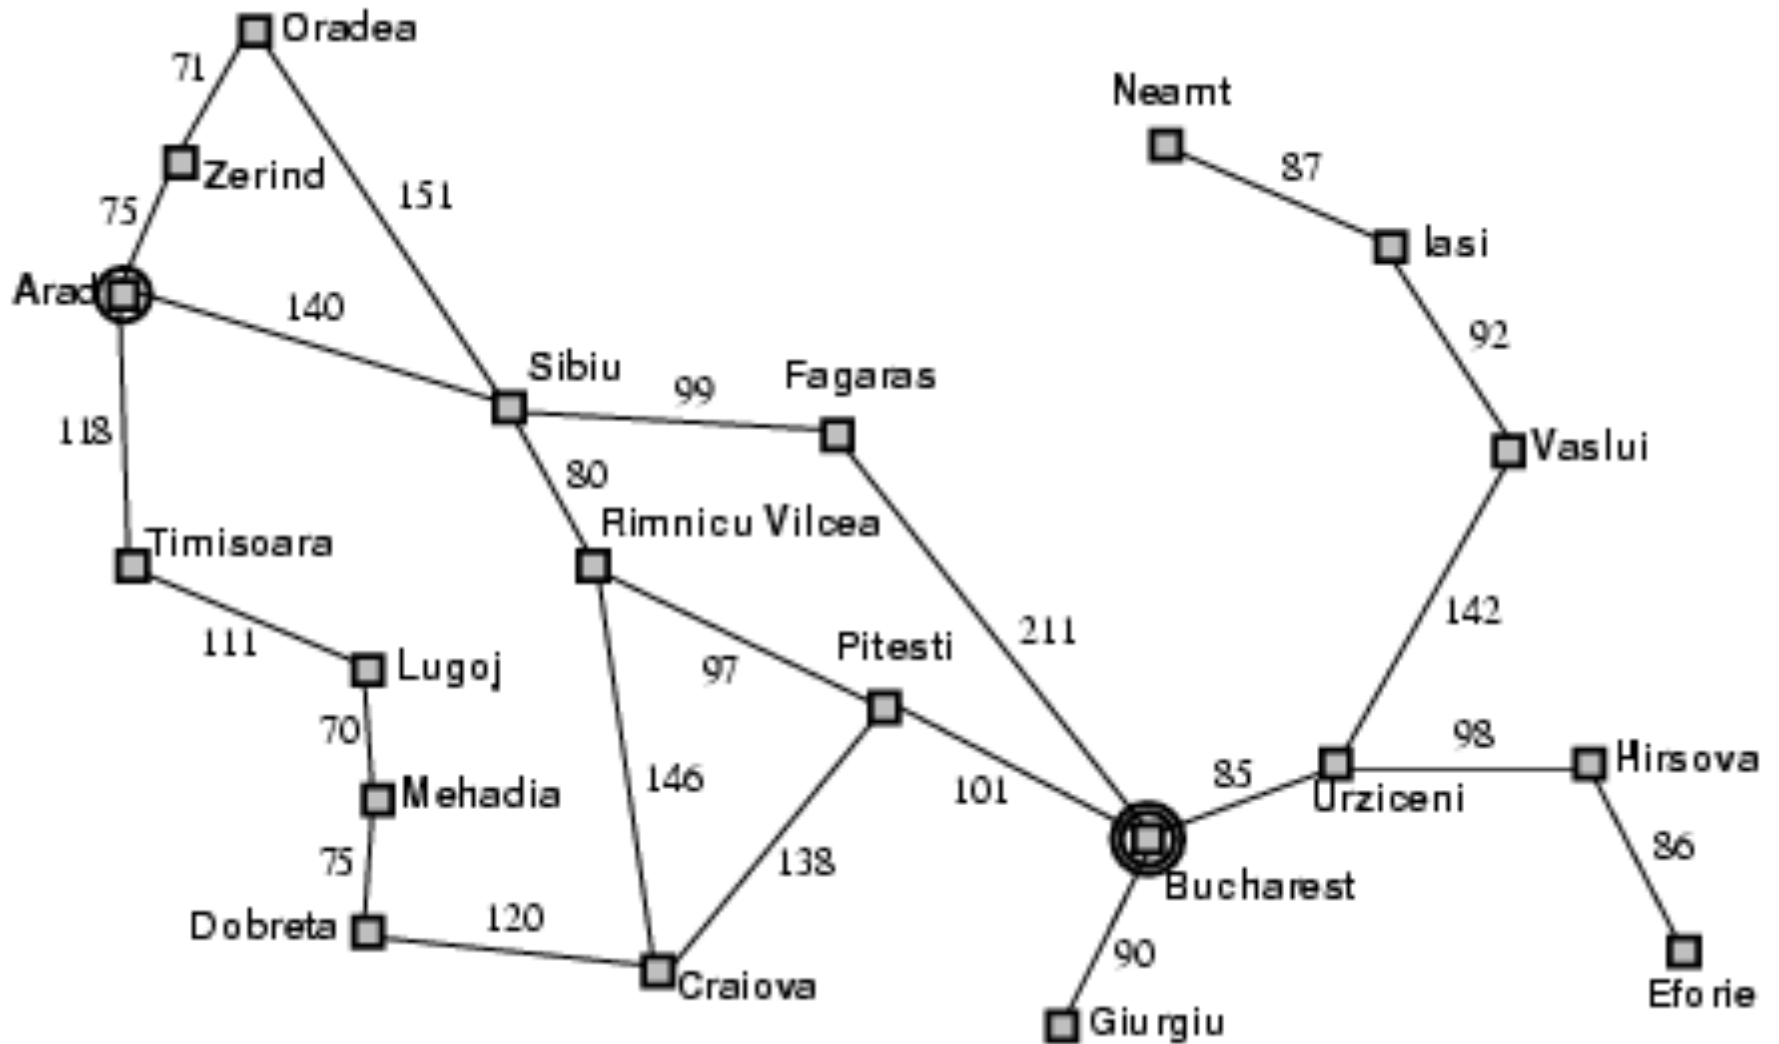 Oradea
71
Neamt
87
Zerind
151
75
Iasi
Arad
140
92
Sibiu
99
Fagaras
118
80
Vaslui
Timisoara
Rimnicu Vilcea
142
211
111
Lugoj
97
Pitesti
70
98
Hirsova
146
101
85
Mehadia
Urziceni
75
138
86
Bucharest
Dobreta
120
90
Craiova
Eforie
Giurgiu